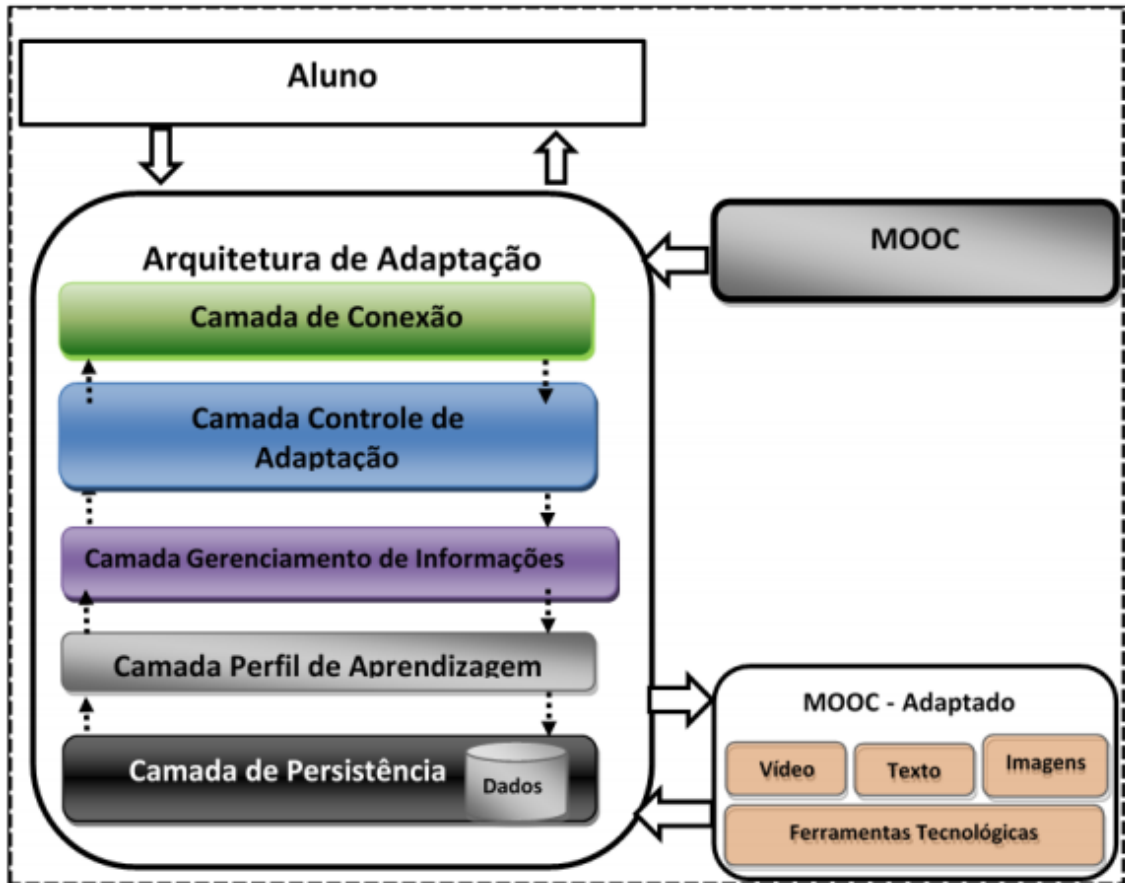 Aluno
Arquitetura de Adaptação
MOOC
Camada de Conexão
Camada Controle de
Adaptação
Camada Gerenciamento de Informações
Camada Perfil de Aprendizagem
Camada de Persistência
Dados
MOOC - Adaptado
Vídeo
Texto
Imagens
Ferramentas Tecnológicas